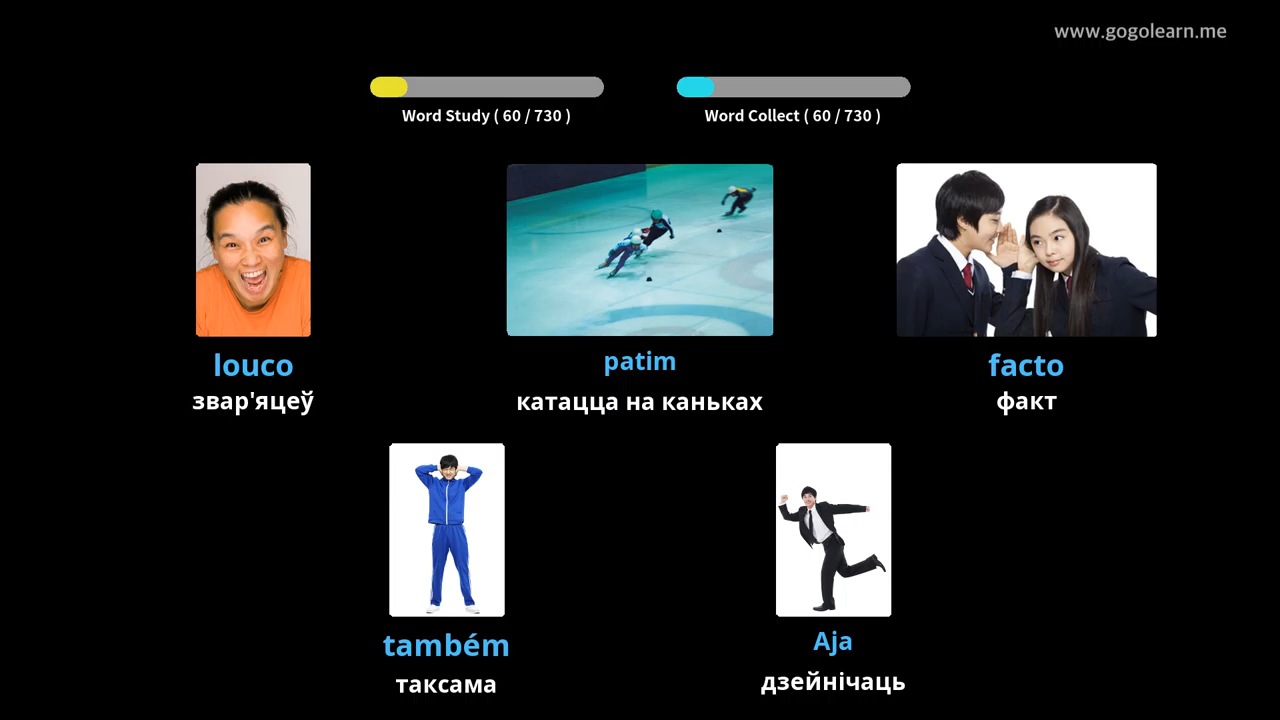 www.gogolearn.me
Word Study ( 60 / 730 )
Word Collect ( 60 / 730 )
louco
patim
facto
звар'яцеў
катацца на каньках
факт
também
Aja
таксама
дзейнічаць